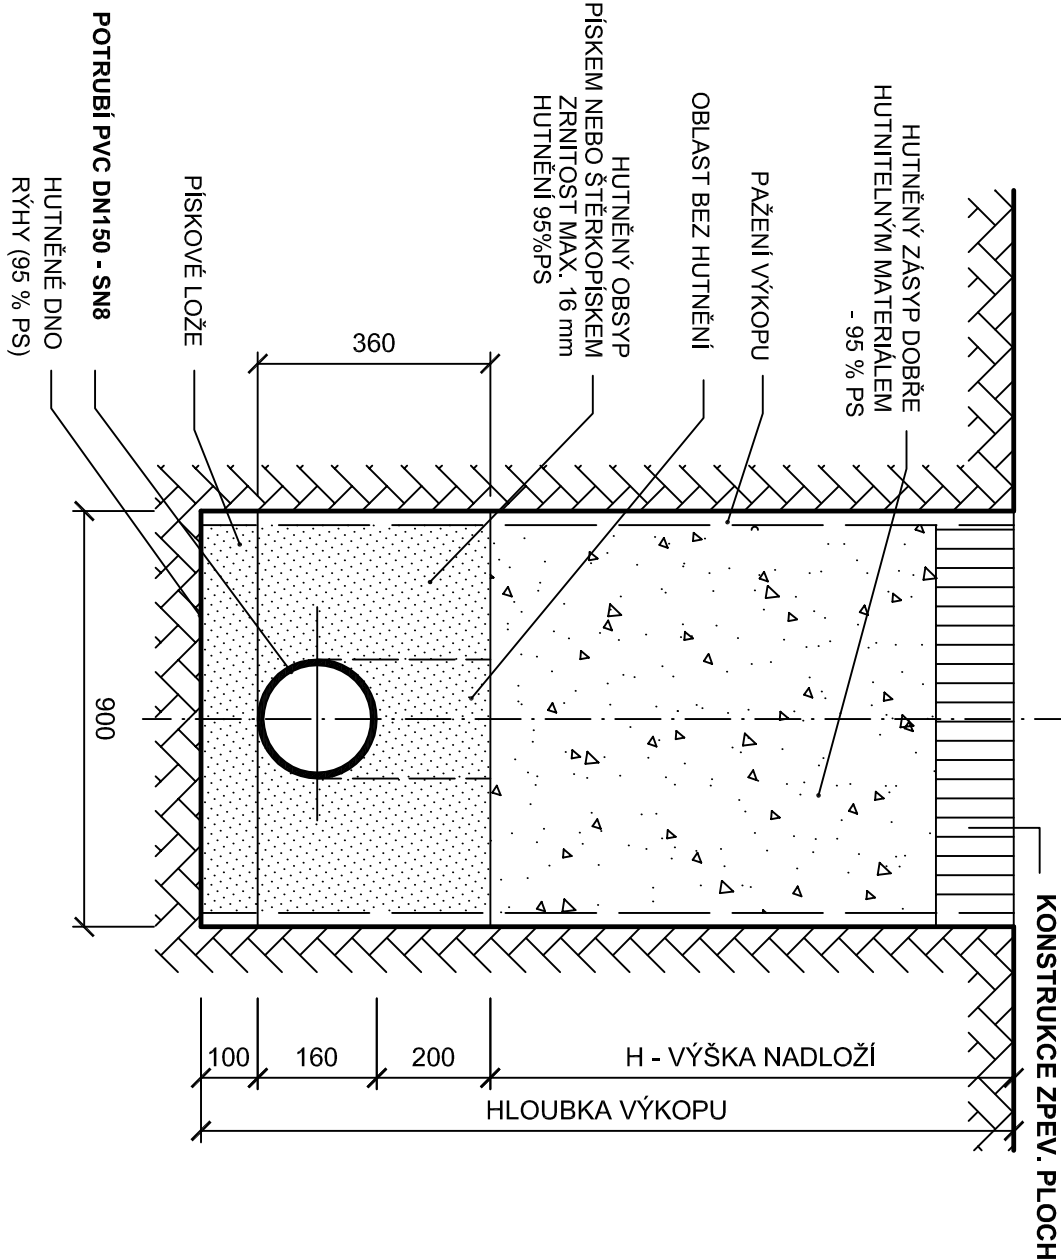 KONSTRUKCE ZPEV. PLOCH
HUTNĚNÝ ZÁSYP DOBŘE
HUTNITELNÝM MATERIÁLEM
- 95 % PS
PAŽENÍ VÝKOPU
OBLAST BEZ HUTNĚNÍ
HUTNĚNÝ OBSYP
PÍSKEM NEBO ŠTĚRKOPÍSKEM
ZRNITOST MAX. 16 mm
HUTNĚNÍ 95%PS
PÍSKOVÉ LOŽE
POTRUBÍ PVC DN150 - SN8
HUTNĚNÉ DNO
RÝHY (95 % PS)
360
900
100
160
200
H - VÝŠKA NADLOŽÍ
HLOUBKA VÝKOPU